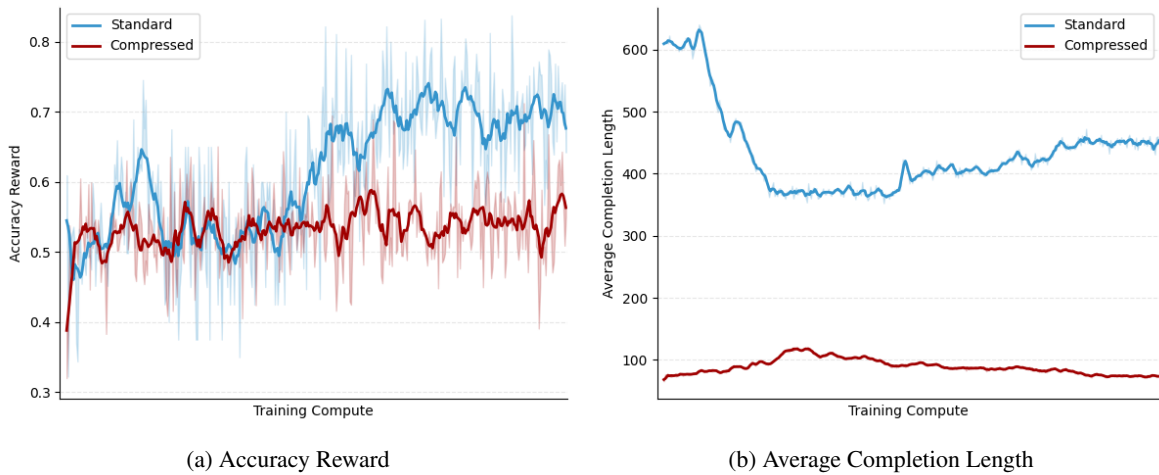 Standard
Compressed
0.8
0.7
0.6
0.5
0.4
0.3
Accuracy Reward
Training Compute
(a) Accuracy Reward
Standard
Compressed
600
500
400
300
200
100
Average Completion Length
Training Compute
(b) Average Completion Length